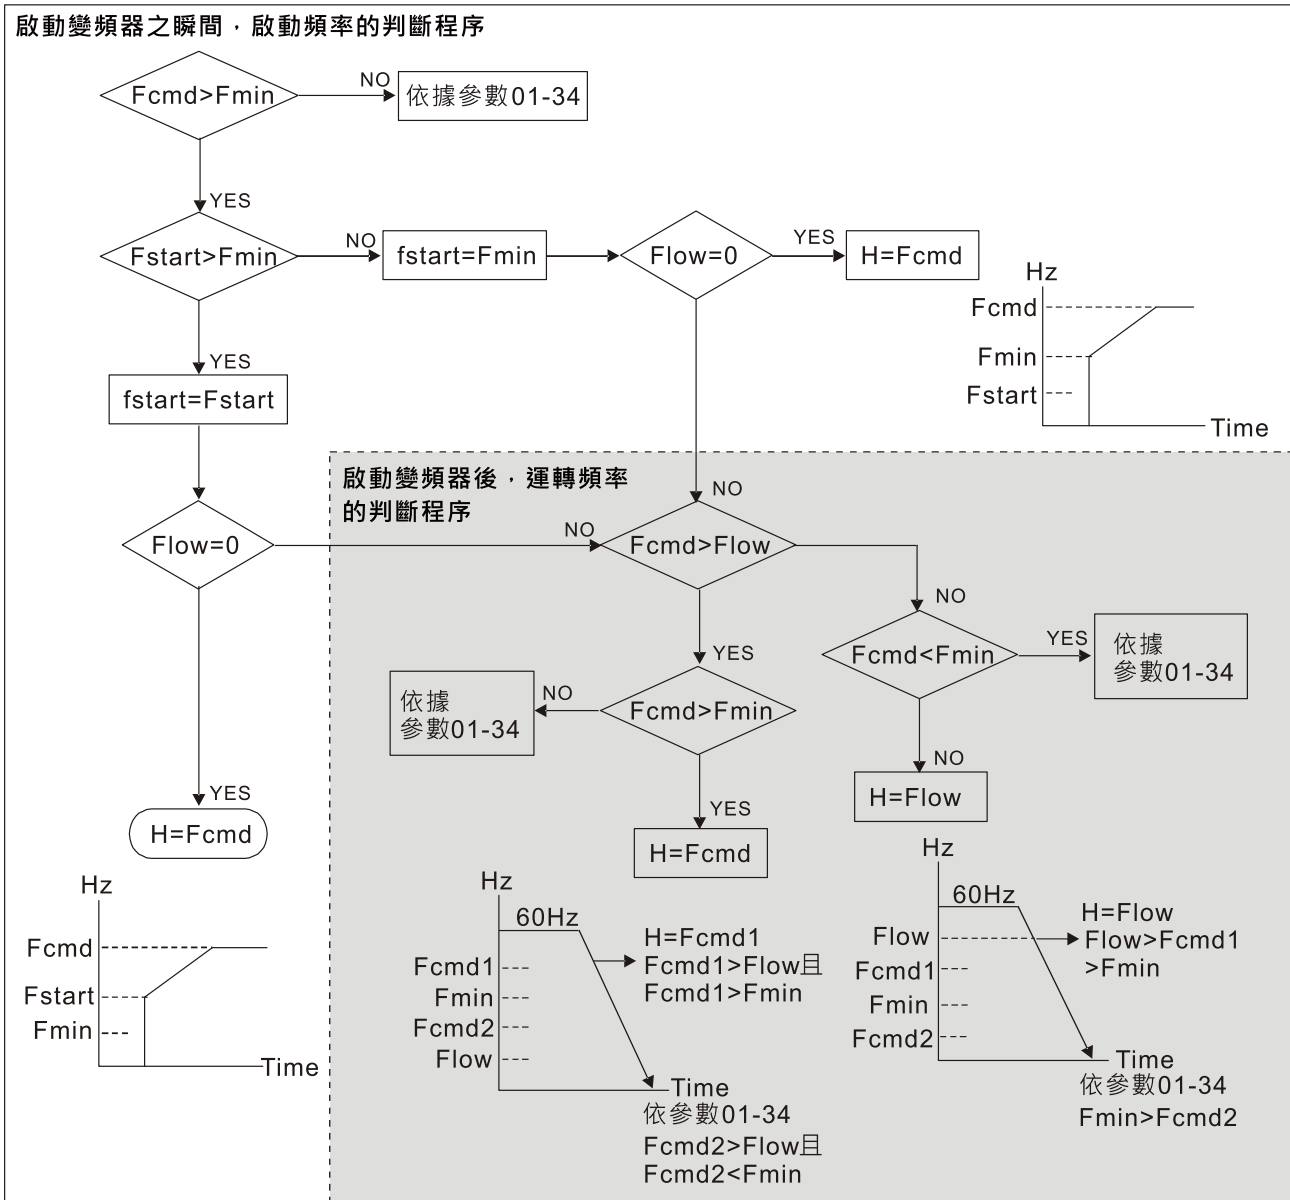 啟動變頻器之瞬間，啟動頻率的判斷程序
Fcmd>Fmin
NO
依據參數01-34
YES
Fstart>Fmin
NO
fstart=Fmin
Flow=0
YES
H=Fcmd
Hz
Fcmd
Fmin
Fstart
Time
YES
fstart=Fstart
啟動變頻器後，運轉頻率
的判斷程序
NO
Flow=0
NO
Fcmd>Flow
NO
YES
Fcmd<Fmin
YES
依據
參數01-34
依據
參數01-34
NO
Fcmd>Fmin
NO
H=Flow
YES
H=Fcmd
YES
H=Fcmd
Hz
Fcmd
Fstart
Fmin
Time
Hz
60Hz
Fcmd1
Fmin
Fcmd2
Flow
H=Fcmd1
Fcmd1>Flow且
Fcmd1>Fmin
Time
依參數01-34
Fcmd2>Flow且
Fcmd2<Fmin
Hz
60Hz
Flow
Fcmd1
Fmin
Fcmd2
H=Flow
Flow>Fcmd1
>Fmin
Time
依參數01-34
Fmin>Fcmd2